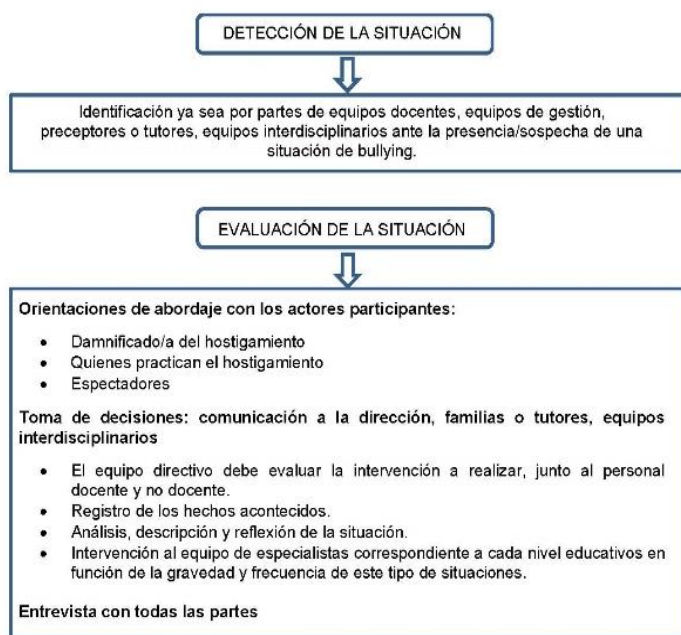 DETECCIÓN DE LA SITUACIÓN
Identificación ya sea por partes de equipos docentes, equipos de gestión,
preceptores o tutores, equipos interdisciplinarios ante la presencia/sospecha de una
situación de bullying.
EVALUACIÓN DE LA SITUACIÓN
Orientaciones de abordaje con los actores participantes:
• Damnificado/a del hostigamiento
• Quienes practican el hostigamiento
• Espectadores
Toma de decisiones: comunicación a la dirección, familias o tutores, equipos
interdisciplinarios
• El equipo directivo debe evaluar la intervención a realizar, junto al personal
docente y no docente.
• Registro de los hechos acontecidos.
• Análisis, descripción y reflexión de la situación.
• Intervención al equipo de especialistas correspondiente a cada nivel educativos en
función de la gravedad y frecuencia de este tipo de situaciones.
Entrevista con todas las partes